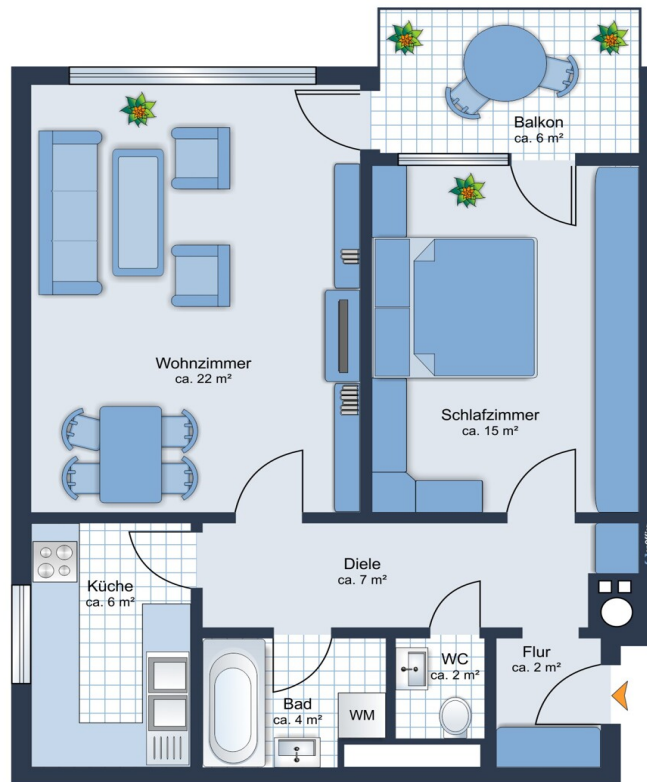 Balkon
ca. 6 m²
Wohnzimmer
ca. 22 m²
Schlafzimmer
ca. 15 m²
Diele
ca. 7 m²
Küche
ca. 6 m²
WC
ca. 2 m²
Flur
ca. 2 m²
Bad
ca. 4 m²
WM